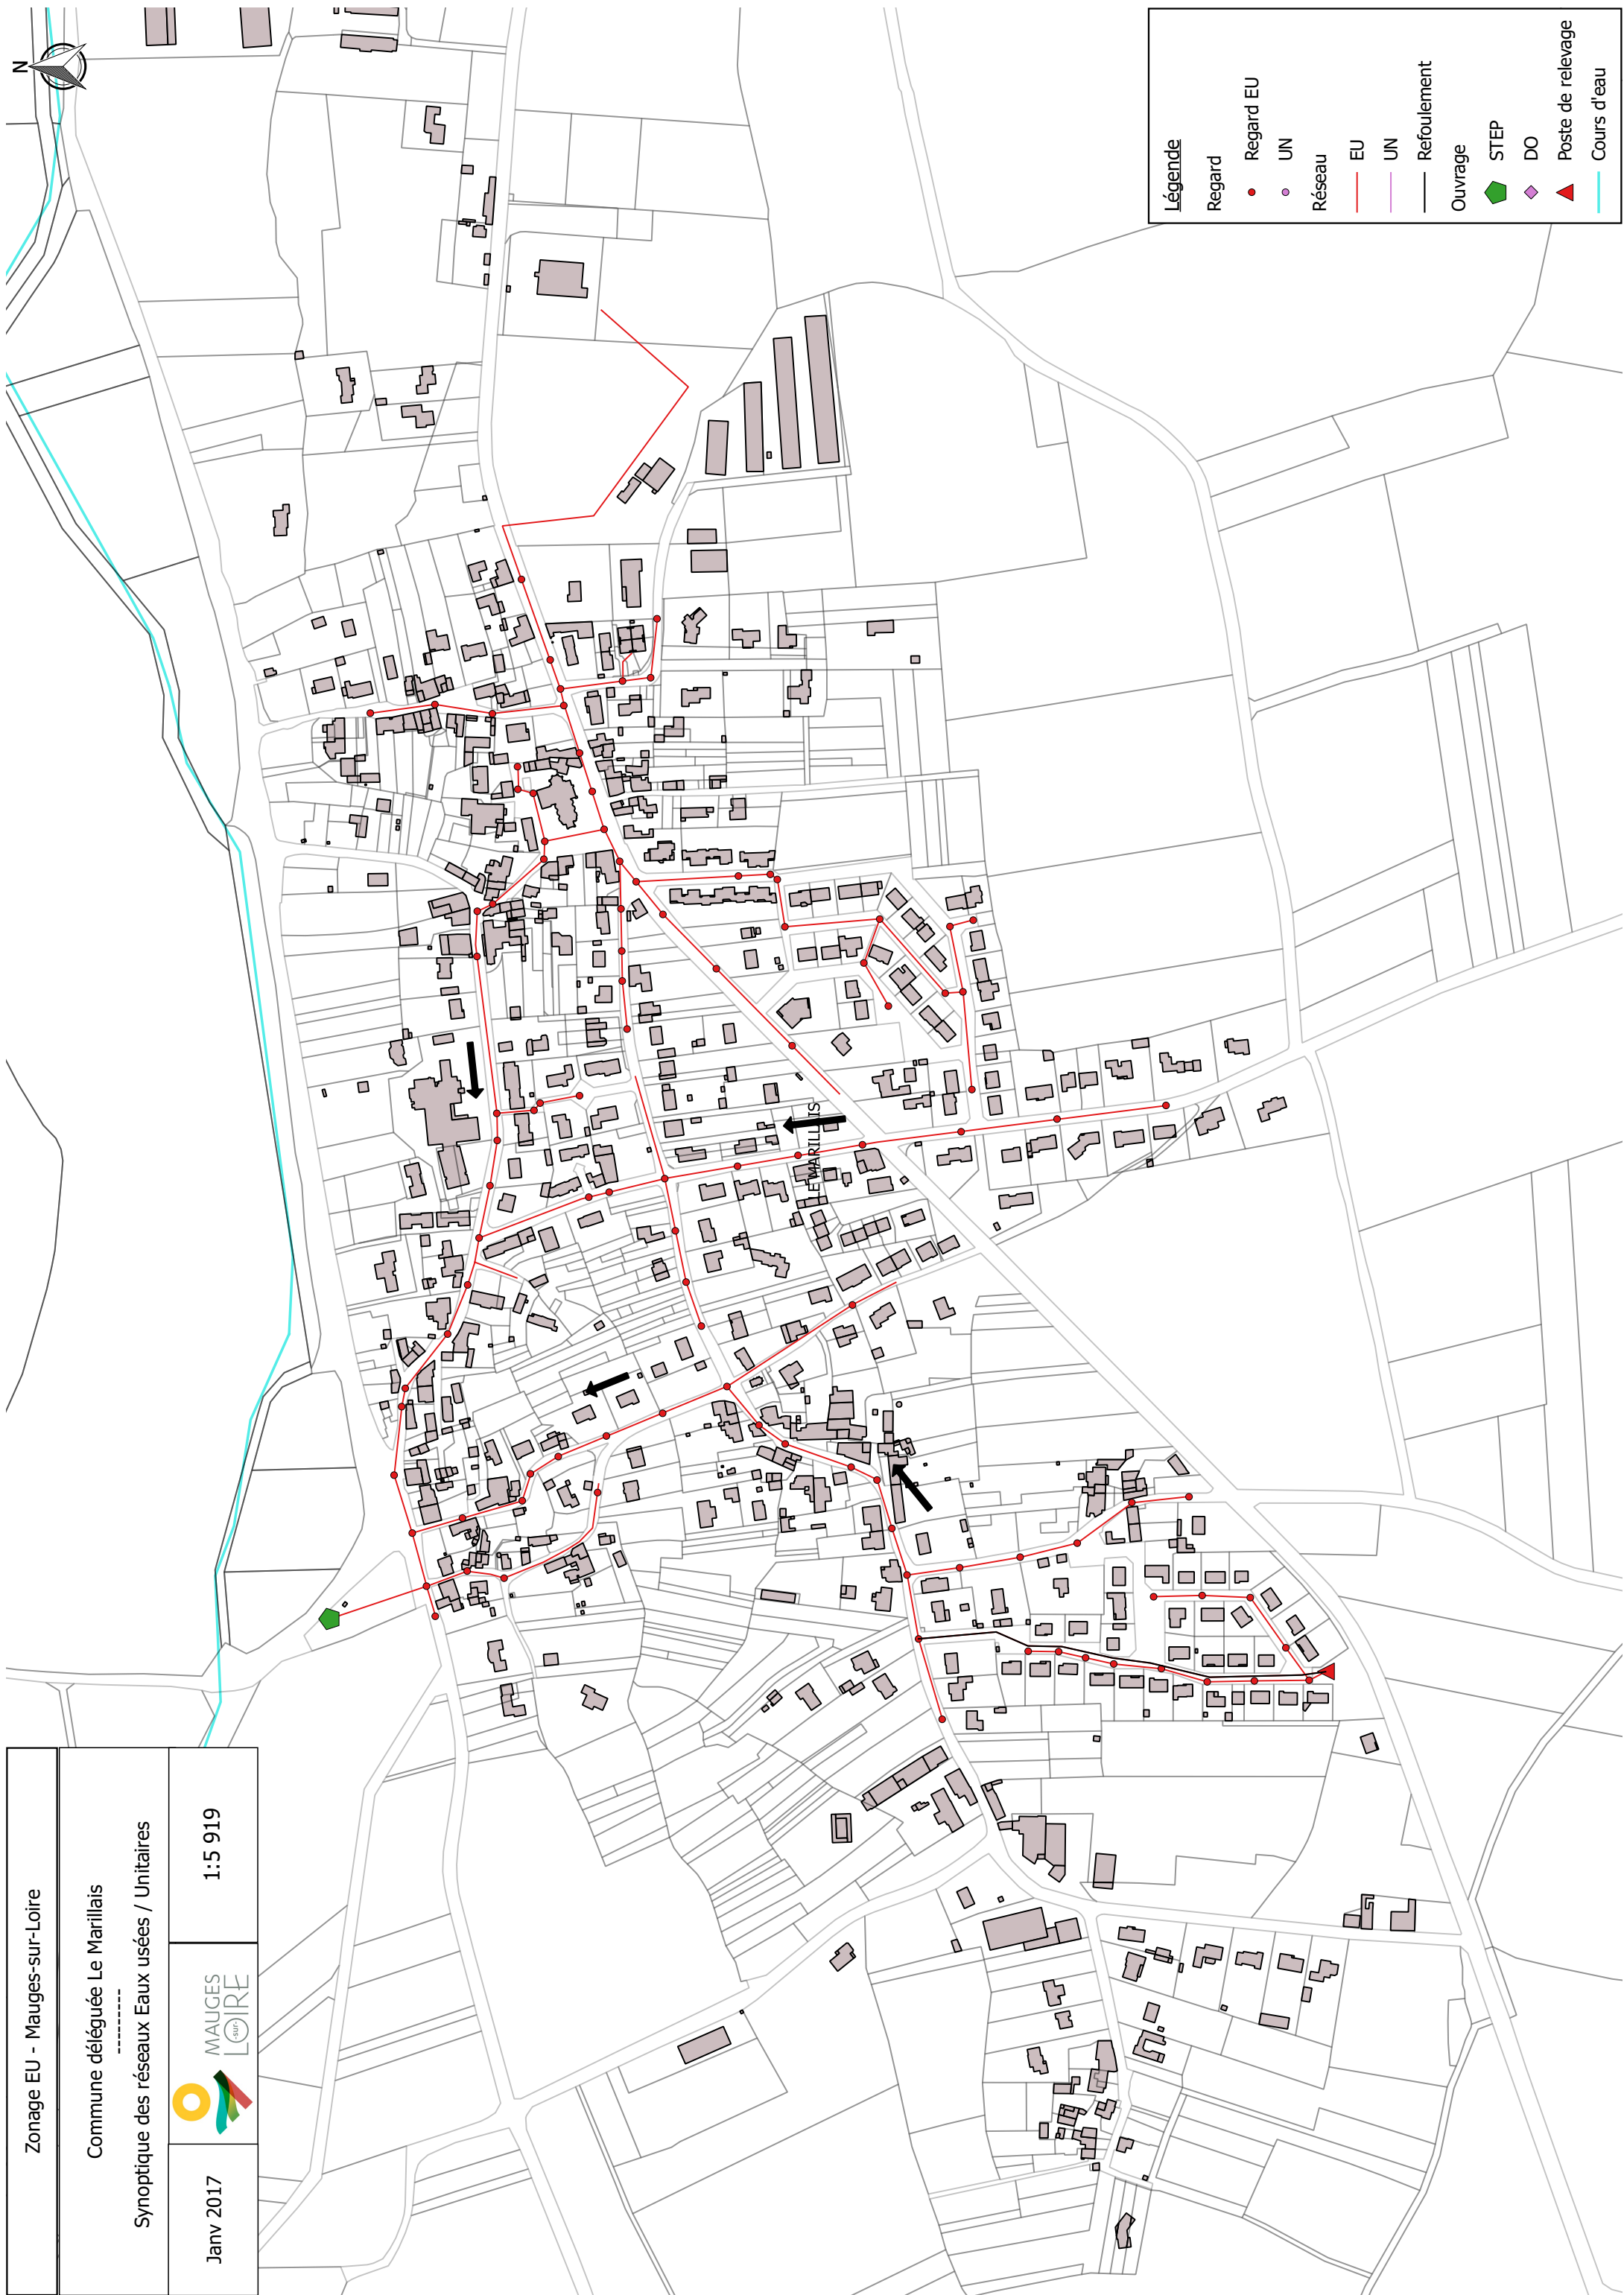 Zonage EU - Mauges-sur-Loire
Commune déléguée Le Marillais
----------
Synoptique des réseaux Eaux usées / Unitaires
Janv 2017
MAUGES
-sur-
LOIRE
1:5 919
N
LE MARILLAIS
Légende
Regard
Regard EU
UN
Réseau
EU
UN
Refoulement
Ouvrage
STEP
DO
Poste de relevage
Cours d'eau